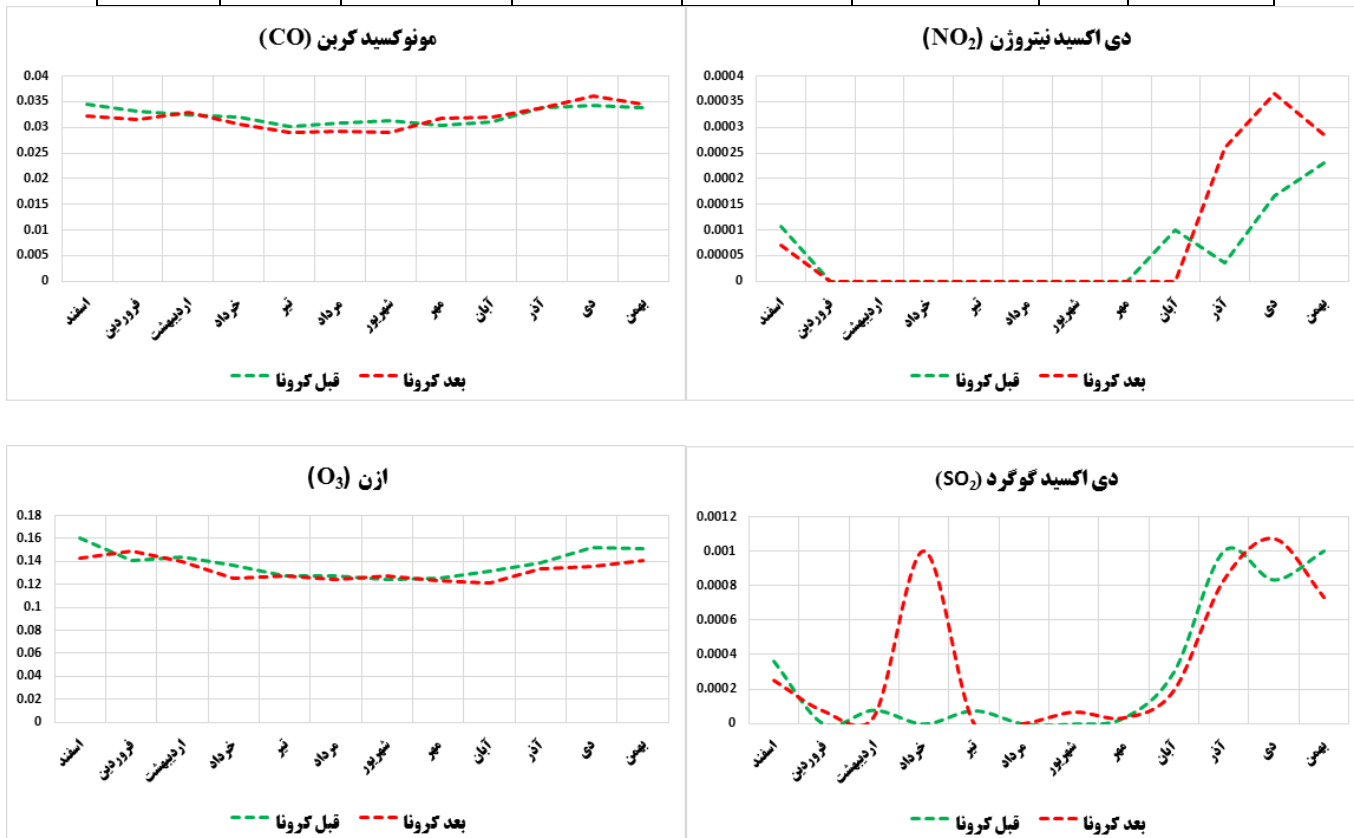 مونوکسید کربن (CO)
0.04
0.035
0.03
0.025
0.02
0.015
0.01
0.005
0
اسفند فروردین اردیبهشت خرداد تیر مرداد شهریور مهر آبان آذر دی بهمن
قبل کرونا بعد کرونا
دی اکسید نیتروژن (NO₂)
0.0004
0.00035
0.0003
0.00025
0.0002
0.00015
0.0001
0.00005
0
اسفند فروردین اردیبهشت خرداد تیر مرداد شهریور مهر آبان آذر دی بهمن
قبل کرونا بعد کرونا
ازن (O₃)
0.18
0.16
0.14
0.12
0.1
0.08
0.06
0.04
0.02
0
اسفند فروردین اردیبهشت خرداد تیر مرداد شهریور مهر آبان آذر دی بهمن
قبل کرونا بعد کرونا
دی اکسید گوگرد (SO₂)
0.0012
0.001
0.0008
0.0006
0.0004
0.0002
0
اسفند فروردین اردیبهشت خرداد تیر مرداد شهریور مهر آبان آذر دی بهمن
قبل کرونا بعد کرونا